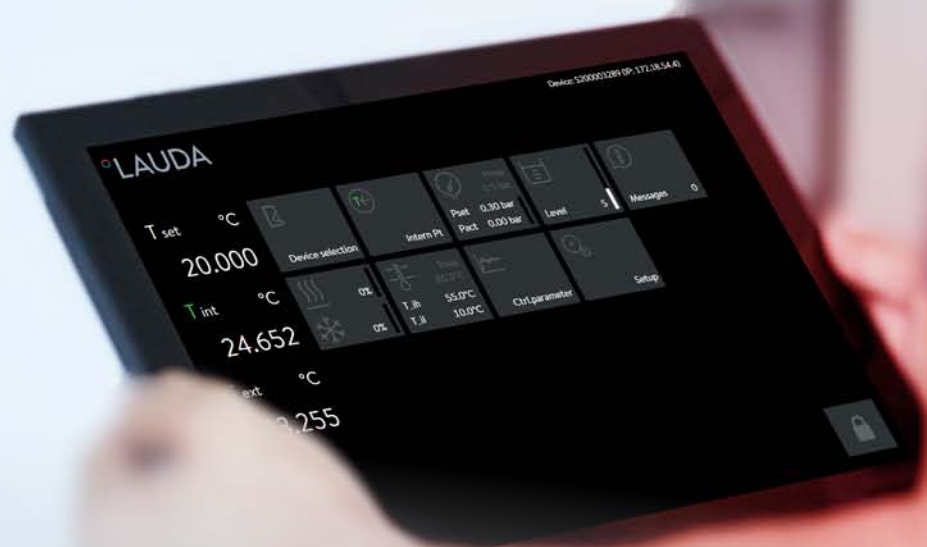 Device: S200003289 (IP: 172.18.54.4)
°LAUDA
T set °C
20.000
T int °C
24.652
ext °C
.255
Device selection
T←
Intern Pt
Pset 0.30 bar
Pact 0.00 bar
Level 5
Messages 0
0%
0%
T_ih 55.0°C
T_il 10.0°C
Ctrl.parameter
Setup